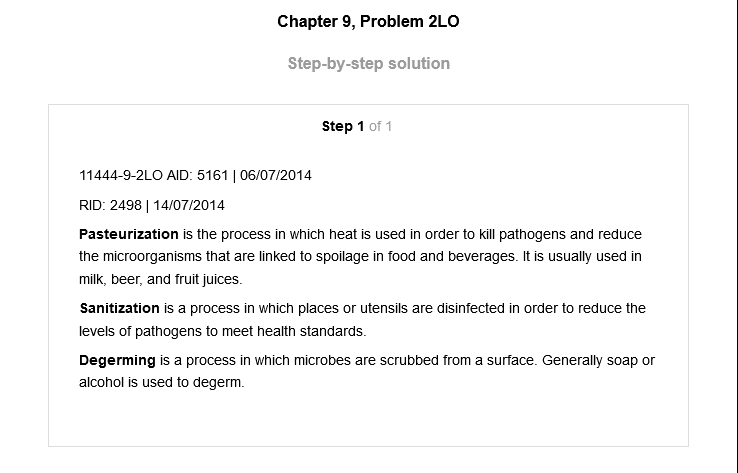 Chapter 9, Problem 2LO
Step-by-step solution
Step 1 of 1
11444-9-2LO AID: 5161 | 06/07/2014
RID: 2498 | 14/07/2014
Pasteurization is the process in which heat is used in order to kill pathogens and reduce
the microorganisms that are linked to spoilage in food and beverages. It is usually used in
milk, beer, and fruit juices.
Sanitization is a process in which places or utensils are disinfected in order to reduce the
levels of pathogens to meet health standards.
Degerming is a process in which microbes are scrubbed from a surface. Generally soap or
alcohol is used to degerm.